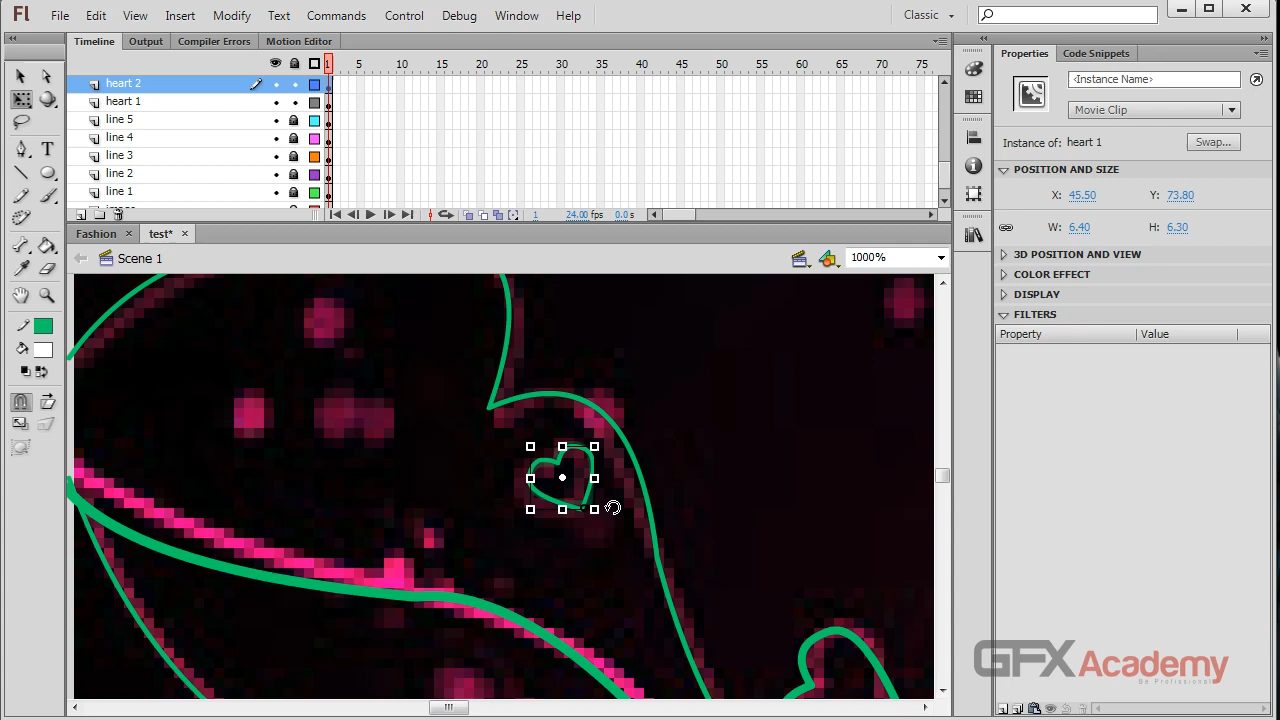 Fl File Edit View Insert Modify Text Commands Control Debug Window Help Classic
Timeline Output Compiler Errors Motion Editor
1 5 10 15 20 25 30 35 40 45 50 55 60 65 70 75
heart 2
heart 1
line 5
line 4
line 3
line 2
line 1
1 24.00 fps 0.0 s
Fashion × test* ×
Scene 1 1000%
Properties Code Snippets
<Instance Name>
Movie Clip
Instance of: heart 1 Swap...
POSITION AND SIZE
X: 45.50 Y: 73.80
W: 6.40 H: 6.30
3D POSITION AND VIEW
COLOR EFFECT
DISPLAY
FILTERS
Property Value
GFX Academy
Be Professional